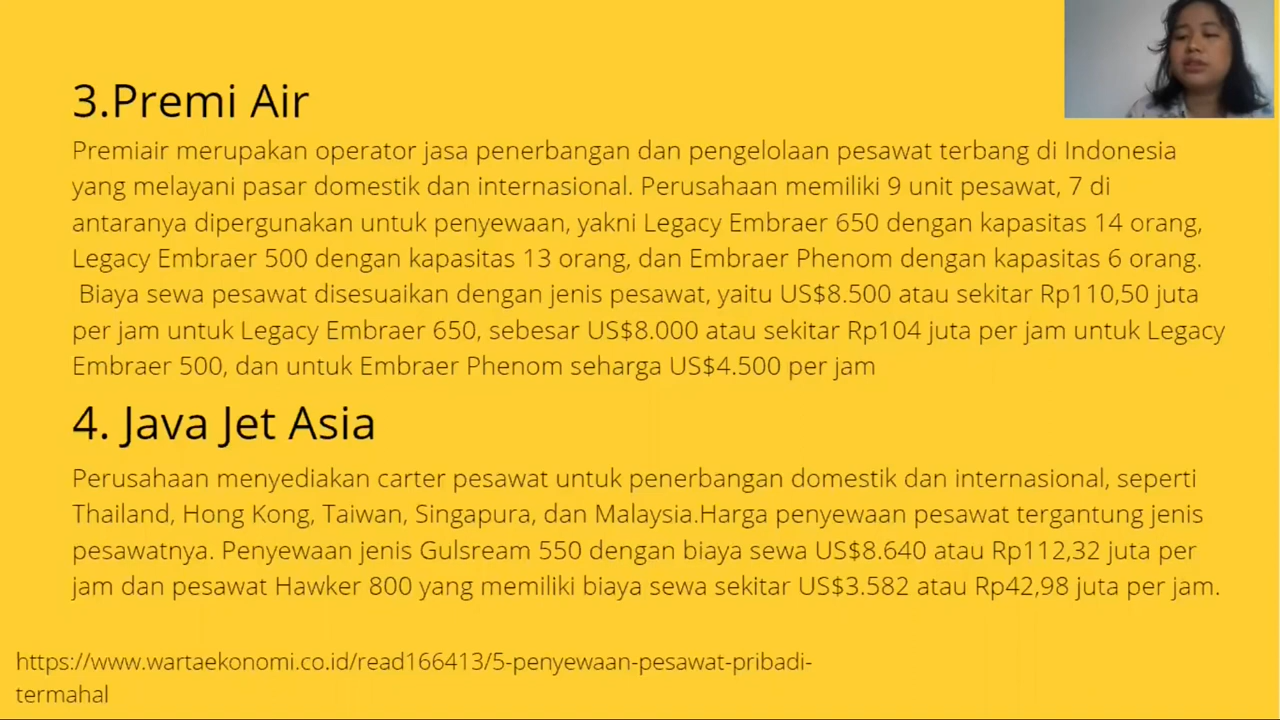 3.Premi Air
Premiair merupakan operator jasa penerbangan dan pengelolaan pesawat terbang di Indonesia
yang melayani pasar domestik dan internasional. Perusahaan memiliki 9 unit pesawat, 7 di
antaranya dipergunakan untuk penyewaan, yakni Legacy Embraer 650 dengan kapasitas 14 orang,
Legacy Embraer 500 dengan kapasitas 13 orang, dan Embraer Phenom dengan kapasitas 6 orang.
Biaya sewa pesawat disesuaikan dengan jenis pesawat, yaitu US$8.500 atau sekitar Rp110,50 juta
per jam untuk Legacy Embraer 650, sebesar US$8.000 atau sekitar Rp104 juta per jam untuk Legacy
Embraer 500, dan untuk Embraer Phenom seharga US$4.500 per jam
4. Java Jet Asia
Perusahaan menyediakan carter pesawat untuk penerbangan domestik dan internasional, seperti
Thailand, Hong Kong, Taiwan, Singapura, dan Malaysia.Harga penyewaan pesawat tergantung jenis
pesawatnya. Penyewaan jenis Gulsream 550 dengan biaya sewa US$8.640 atau Rp112,32 juta per
jam dan pesawat Hawker 800 yang memiliki biaya sewa sekitar US$3.582 atau Rp42,98 juta per jam.
https://www.wartaekonomi.co.id/read166413/5-penyewaan-pesawat-pribadi-
termahal